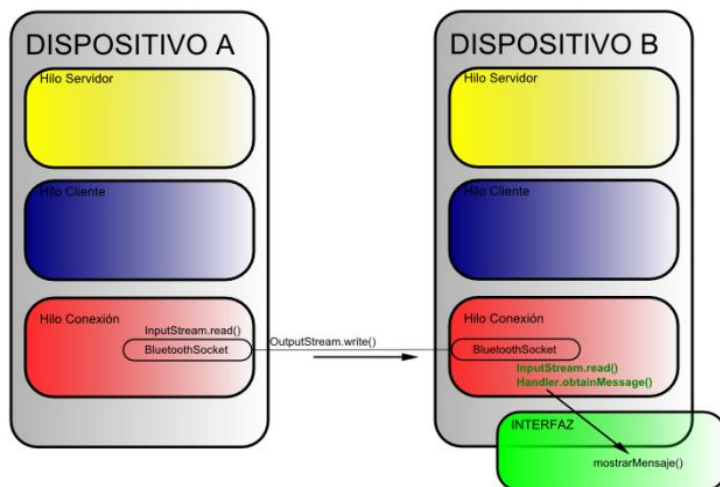 DISPOSITIVO A
Hilo Servidor
Hilo Cliente
Hilo Conexión
InputStream.read()
BluetoothSocket
OutputStream.write()
DISPOSITIVO B
Hilo Servidor
Hilo Cliente
Hilo Conexión
BluetoothSocket
InputStream.read()
Handler.obtainMessage()
INTERFAZ
mostrarMensaje()